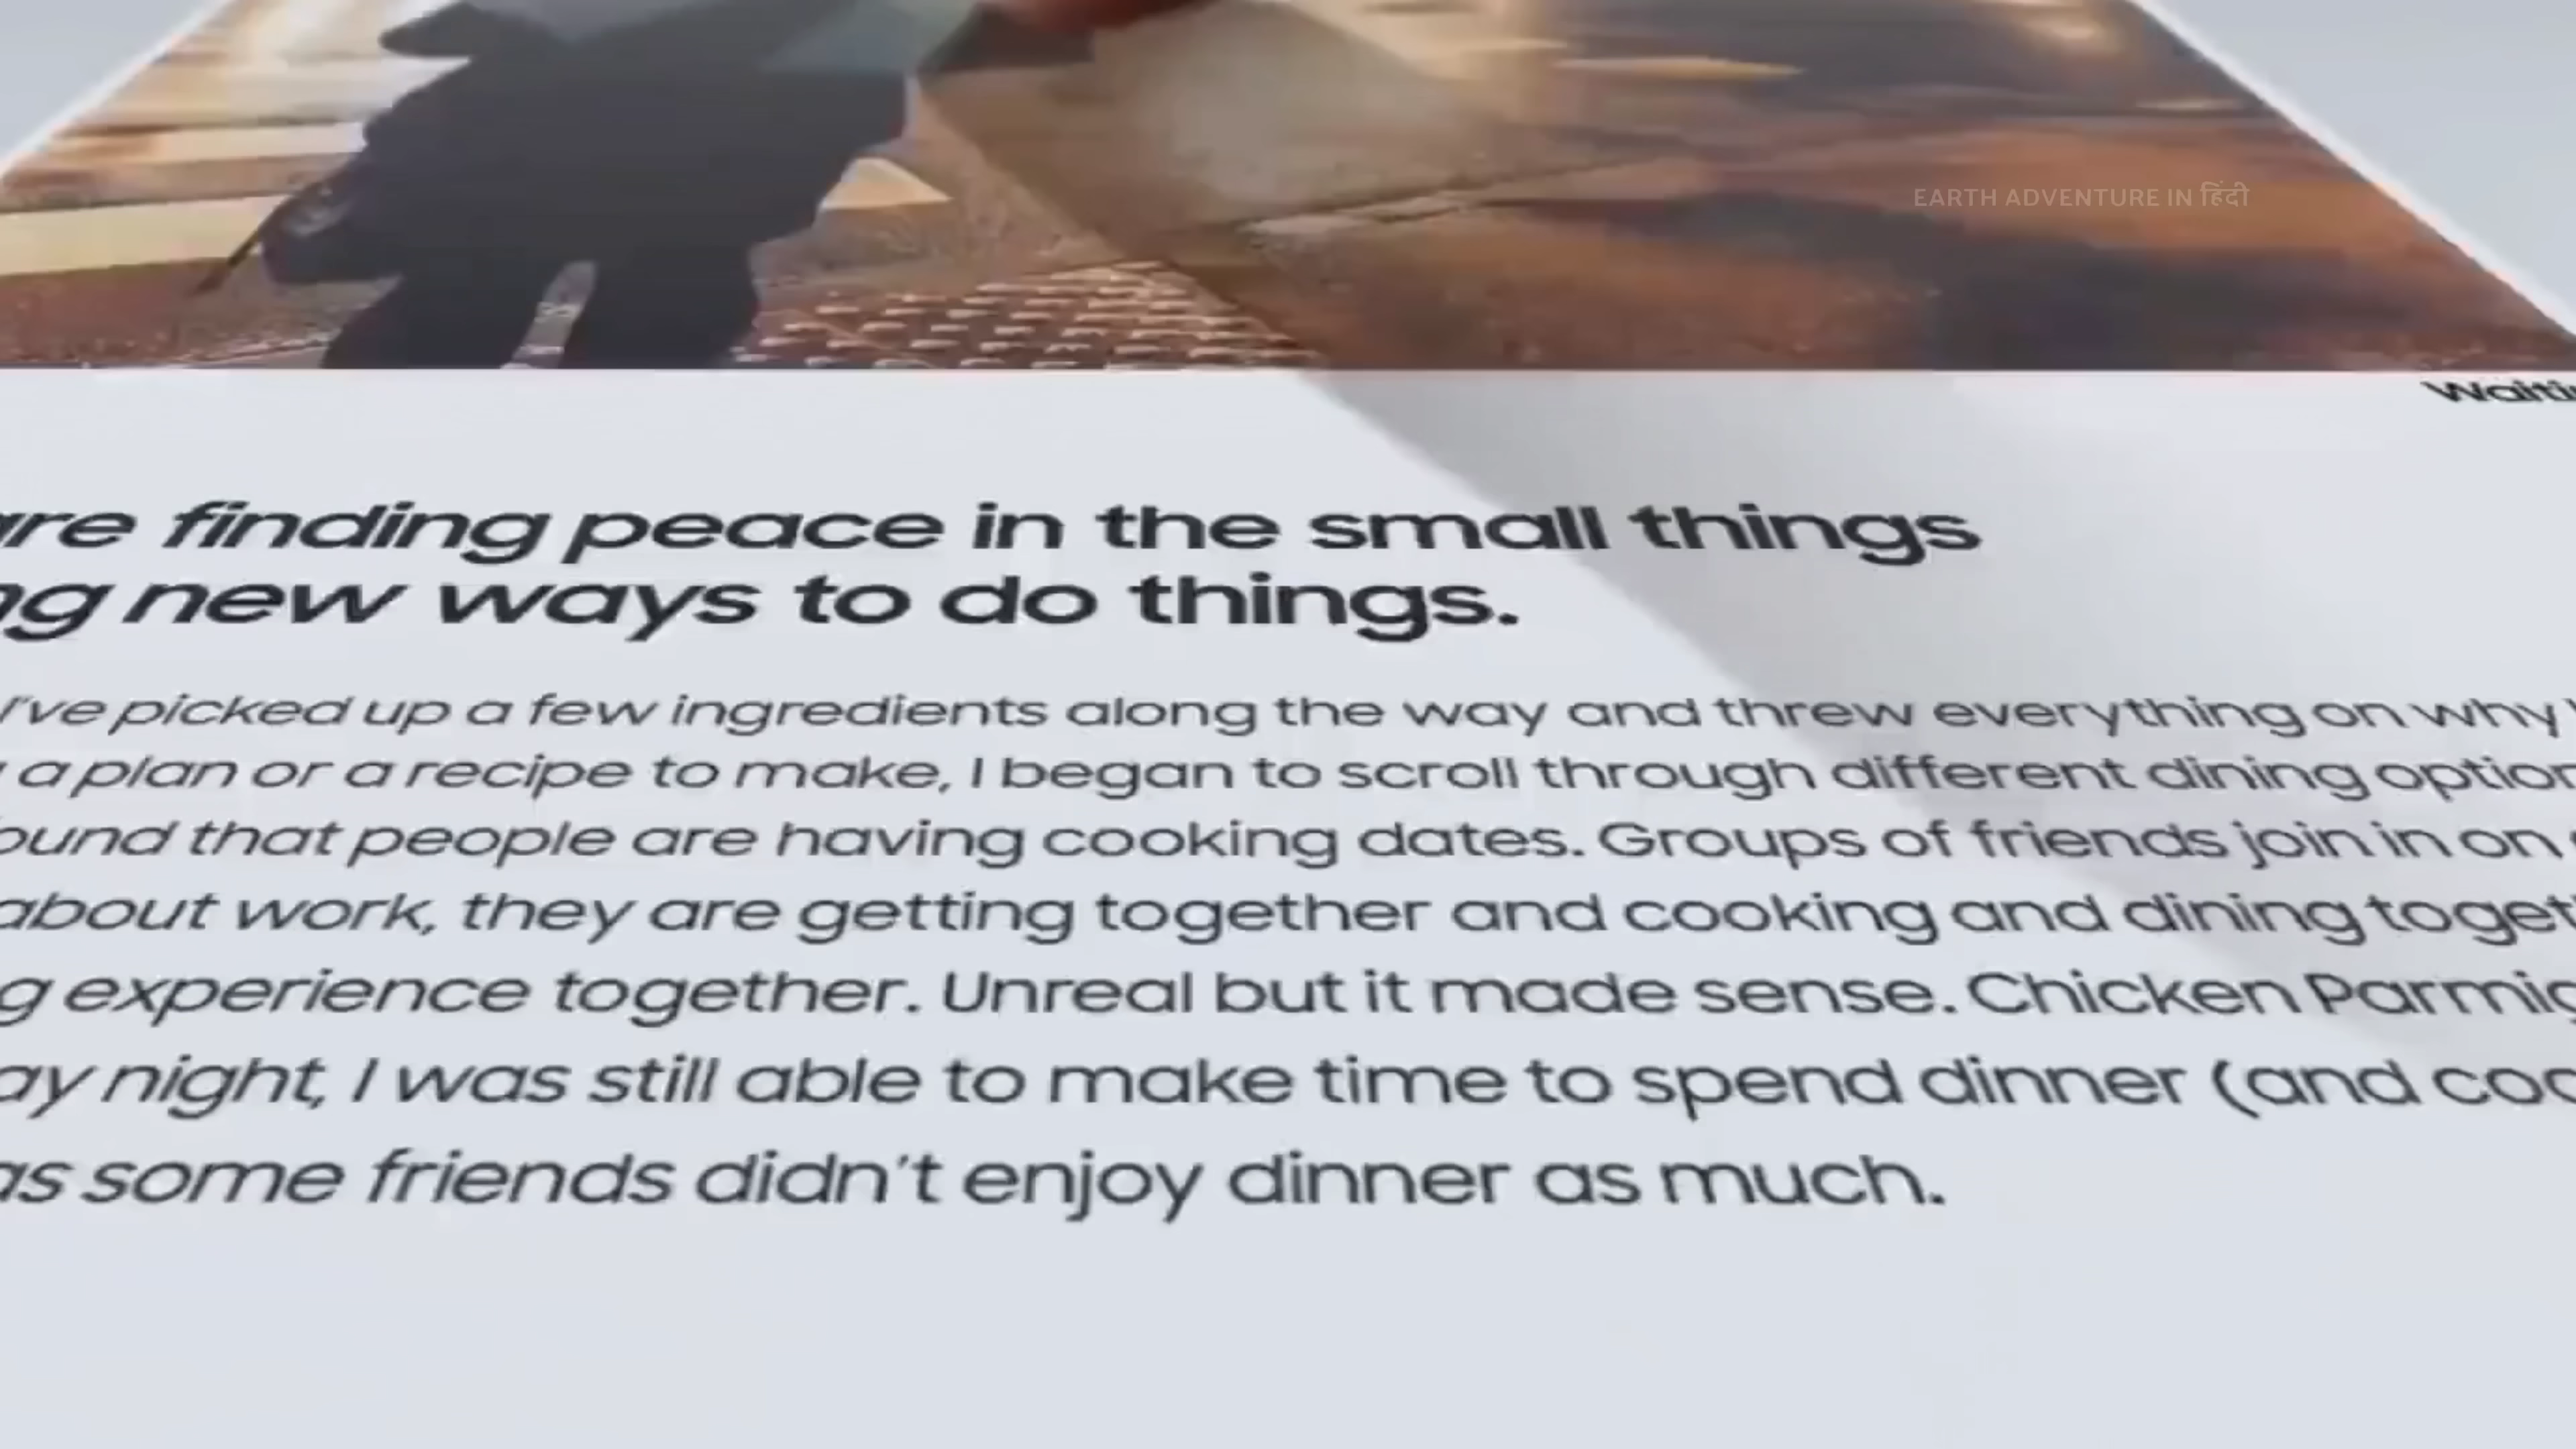 EARTH ADVENTURE IN हिंदी
are finding peace in the small things
new ways to do things.
I've picked up a few ingredients along the way and threw everything on why
a plan or a recipe to make, I began to scroll through different dining option
that people are having cooking dates. Groups of friends join in on
about work, they are getting together and cooking and dining
experience together. Unreal but it made sense. Chicken
night, I was still able to make time to spend dinner (and
as some friends didn't enjoy dinner as much.